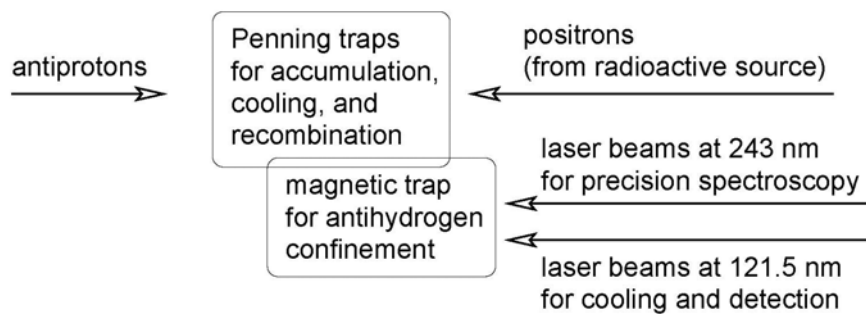 antiprotons
Penning traps
for accumulation,
cooling, and
recombination
positrons
(from radioactive source)
magnetic trap
for antihydrogen
confinement
laser beams at 243 nm
for precision spectroscopy
laser beams at 121.5 nm
for cooling and detection